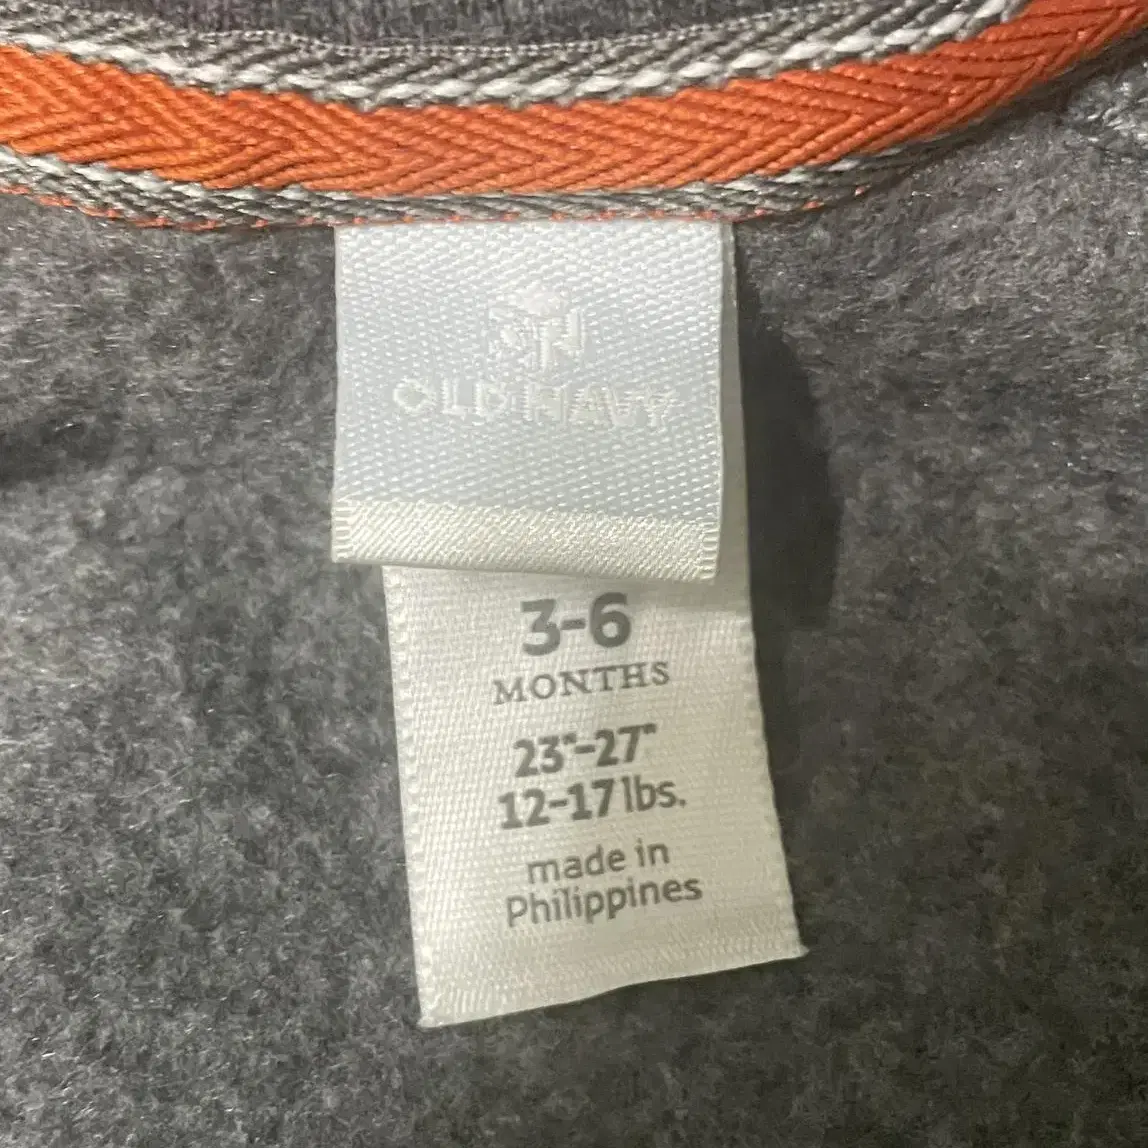 OLD NAVY
3-6
MONTHS
23"-27"
12-17 lbs.
made in
Philippines